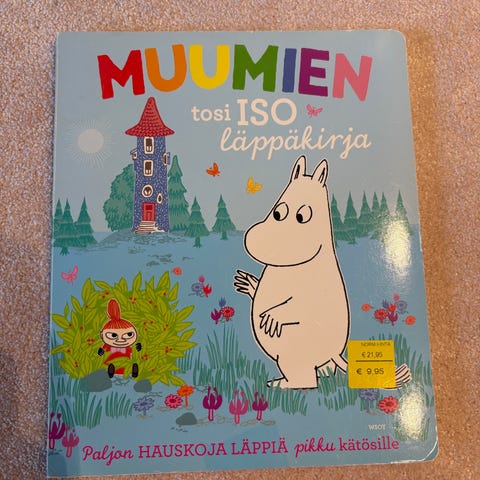 MUUMIEN
tosi ISO
läppäkirja
NORM.HINTA
€ 21,95
€ 9,95
WSOY
Paljon HAUSKOJA LÄPPIÄ pikku kätösille